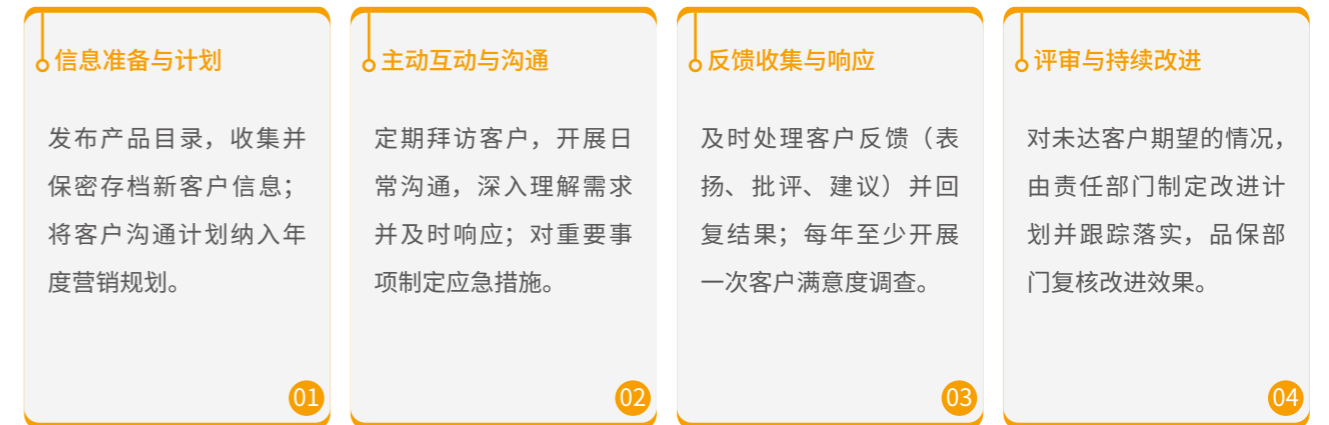 信息准备与计划
发布产品目录，收集并
保密存档新客户信息；
将客户沟通计划纳入年
度营销规划。
01
主动互动与沟通
定期拜访客户，开展日
常沟通，深入理解需求
并及时响应；对重要事
项制定应急措施。
02
反馈收集与响应
及时处理客户反馈（表
扬、批评、建议）并回
复结果；每年至少开展
一次客户满意度调查。
03
评审与持续改进
对未达客户期望的情况，
由责任部门制定改进计
划并跟踪落实，品保部
门复核改进效果。
04